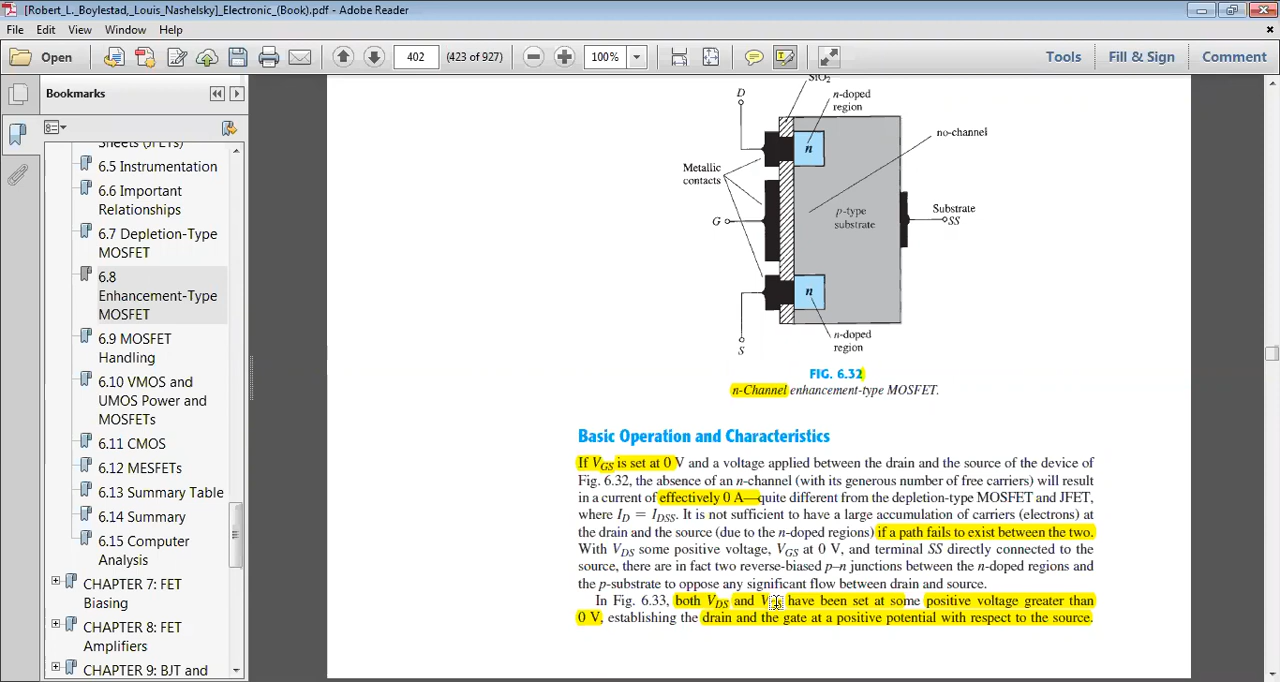 [Robert_L._Boylestad,_Louis_Nashelsky]_Electronic_(Book).pdf - Adobe Reader
File Edit View Window Help
Open 402 (423 of 927) 100% Tools Fill & Sign Comment
Bookmarks
Sheets (JFETs)
6.5 Instrumentation
6.6 Important
Relationships
6.7 Depletion-Type
MOSFET
6.8
Enhancement-Type
MOSFET
6.9 MOSFET
Handling
6.10 VMOS and
UMOS Power and
MOSFETs
6.11 CMOS
6.12 MESFETs
6.13 Summary Table
6.14 Summary
6.15 Computer
Analysis
CHAPTER 7: FET
Biasing
CHAPTER 8: FET
Amplifiers
CHAPTER 9: BJT and
SiO2
D
n-doped
region
n
no-channel
Metallic
contacts
G
p-type
substrate
Substrate
SS
n
S
n-doped
region
FIG. 6.32
n-Channel enhancement-type MOSFET.
Basic Operation and Characteristics
If VGS is set at 0 V and a voltage applied between the drain and the source of the device of
Fig. 6.32, the absence of an n-channel (with its generous number of free carriers) will result
in a current of effectively 0 A—quite different from the depletion-type MOSFET and JFET,
where ID = IDSS. It is not sufficient to have a large accumulation of carriers (electrons) at
the drain and the source (due to the n-doped regions) if a path fails to exist between the two.
With VDS some positive voltage, VGS at 0 V, and terminal SS directly connected to the
source, there are in fact two reverse-biased p–n junctions between the n-doped regions and
the p-substrate to oppose any significant flow between drain and source.
In Fig. 6.33, both VDS and have been set at some positive voltage greater than
0 V, establishing the drain and the gate at a positive potential with respect to the source.